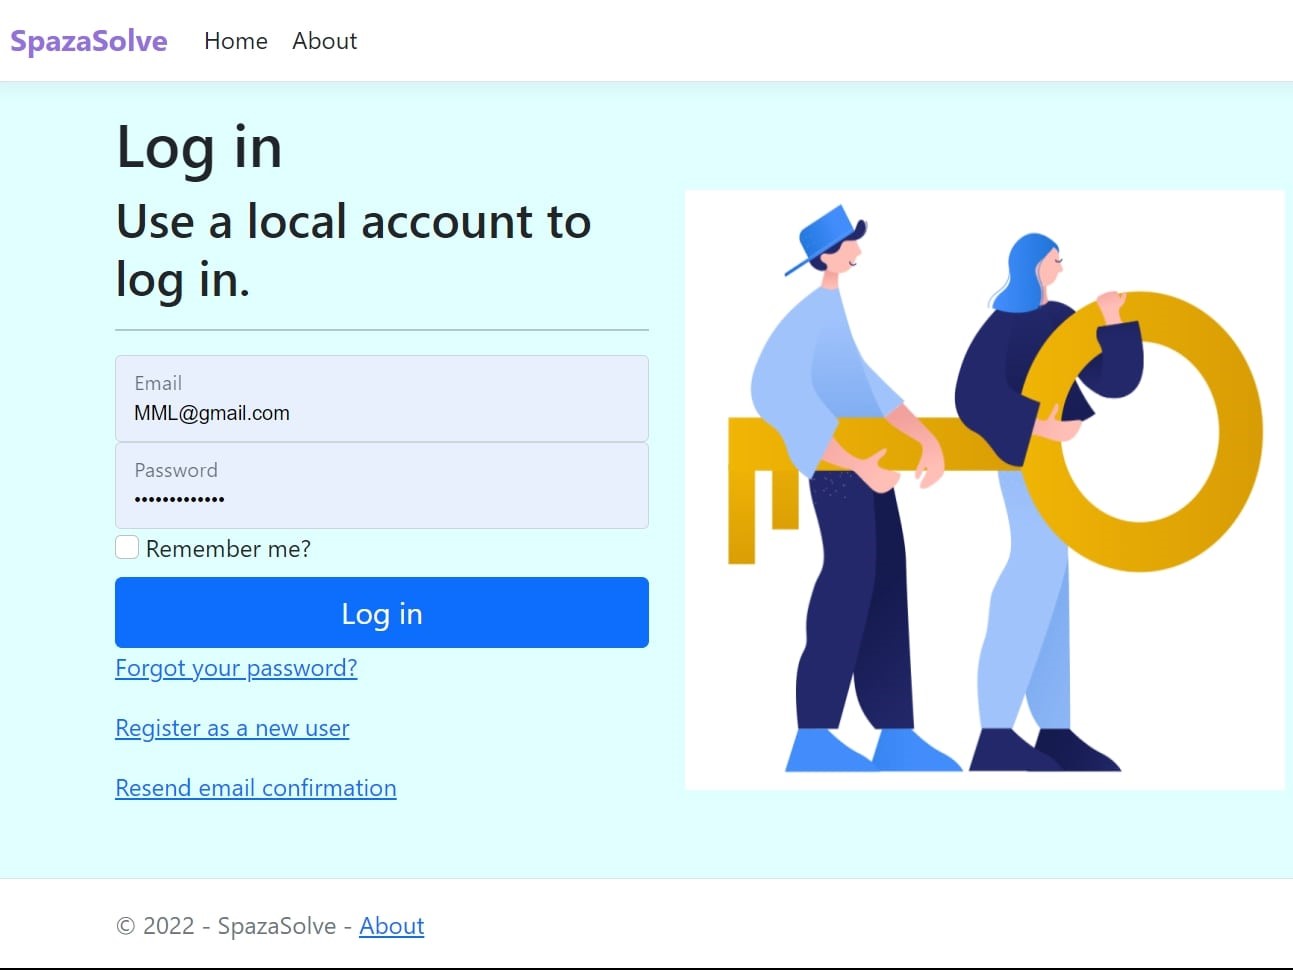 SpazaSolve Home About
Log in
Use a local account to
log in.
Email
MML@gmail.com
Password
•••••••••••••
Remember me?
Log in
Forgot your password?
Register as a new user
Resend email confirmation
© 2022 - SpazaSolve - About